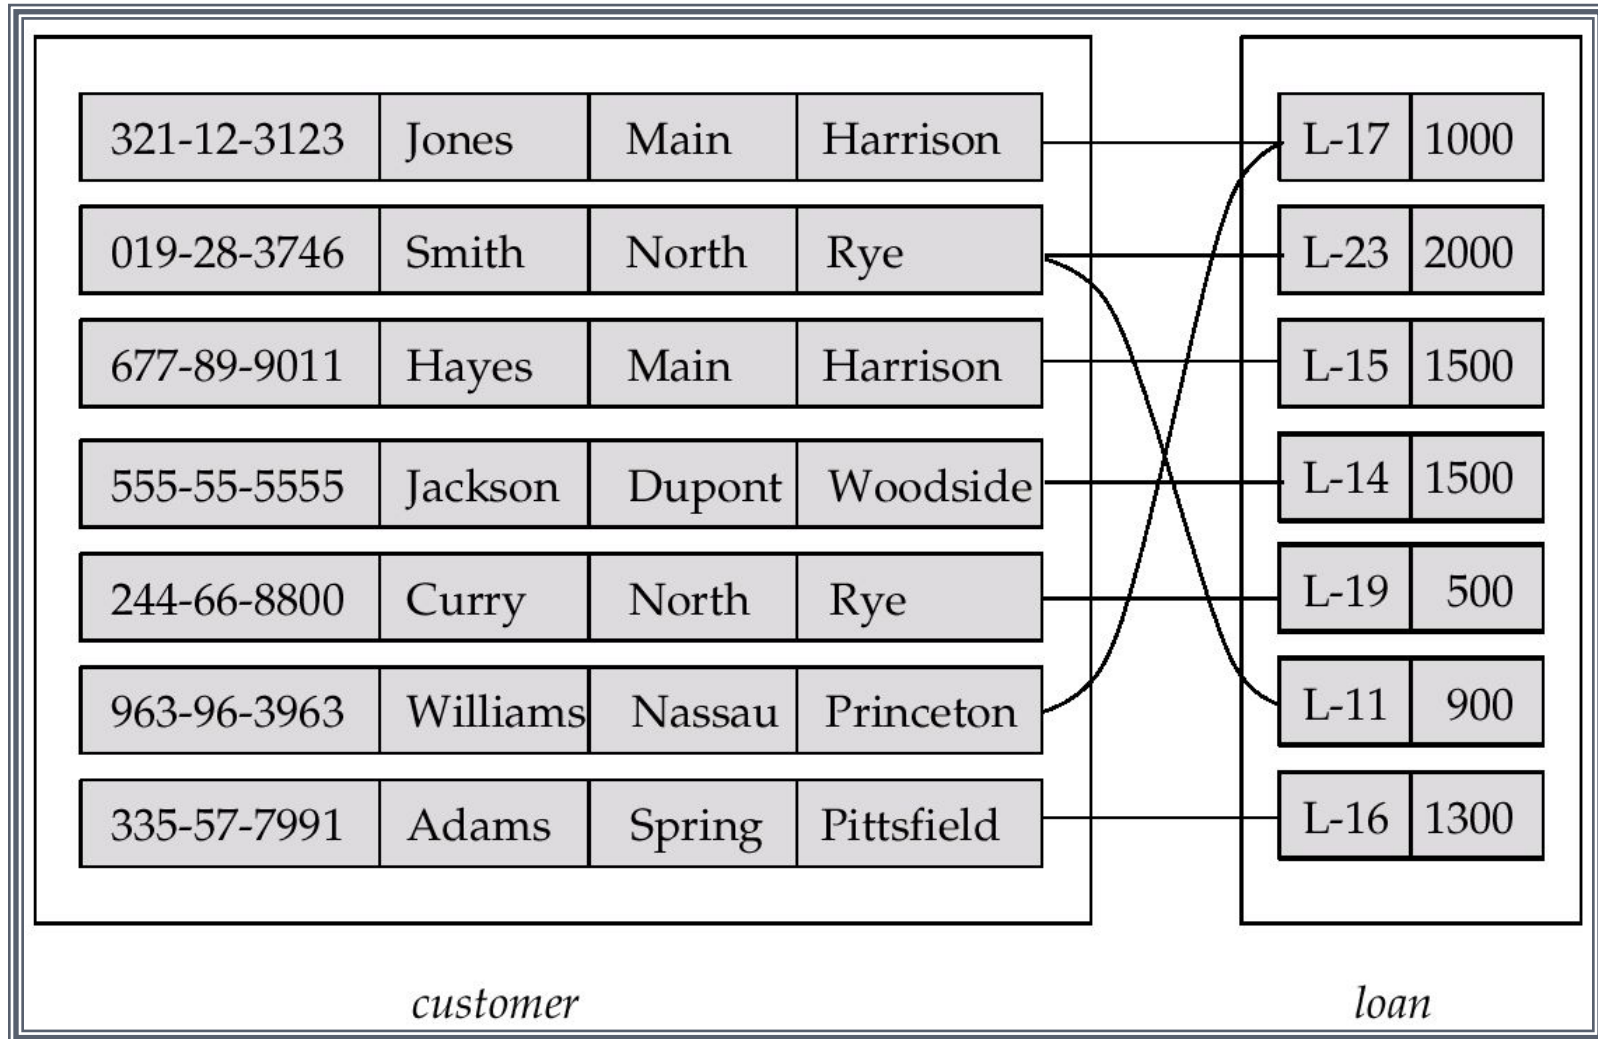 321-12-3123 Jones Main Harrison L-17 1000
019-28-3746 Smith North Rye L-23 2000
677-89-9011 Hayes Main Harrison L-15 1500
555-55-5555 Jackson Dupont Woodside L-14 1500
244-66-8800 Curry North Rye L-19 500
963-96-3963 Williams Nassau Princeton L-11 900
335-57-7991 Adams Spring Pittsfield L-16 1300
customer loan